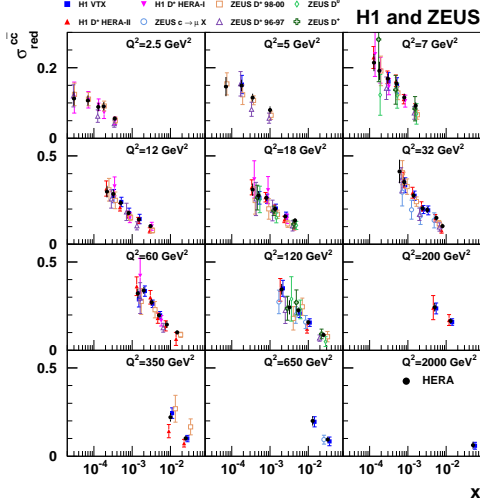 H1 and ZEUS
H1 VTX
H1 D* HERA-I
ZEUS D* 98-00
ZEUS D⁰
H1 D* HERA-II
ZEUS c → μ X
ZEUS D* 96-97
ZEUS D⁺
σ_red^cc̄
Q²=2.5 GeV²
Q²=5 GeV²
Q²=7 GeV²
0.2
0.1
0
Q²=12 GeV²
Q²=18 GeV²
Q²=32 GeV²
0.5
0
Q²=60 GeV²
Q²=120 GeV²
Q²=200 GeV²
0.5
0
Q²=350 GeV²
Q²=650 GeV²
Q²=2000 GeV²
HERA
0.5
0
10⁻⁴ 10⁻³ 10⁻² 10⁻⁴ 10⁻³ 10⁻² 10⁻⁴ 10⁻³ 10⁻²
x